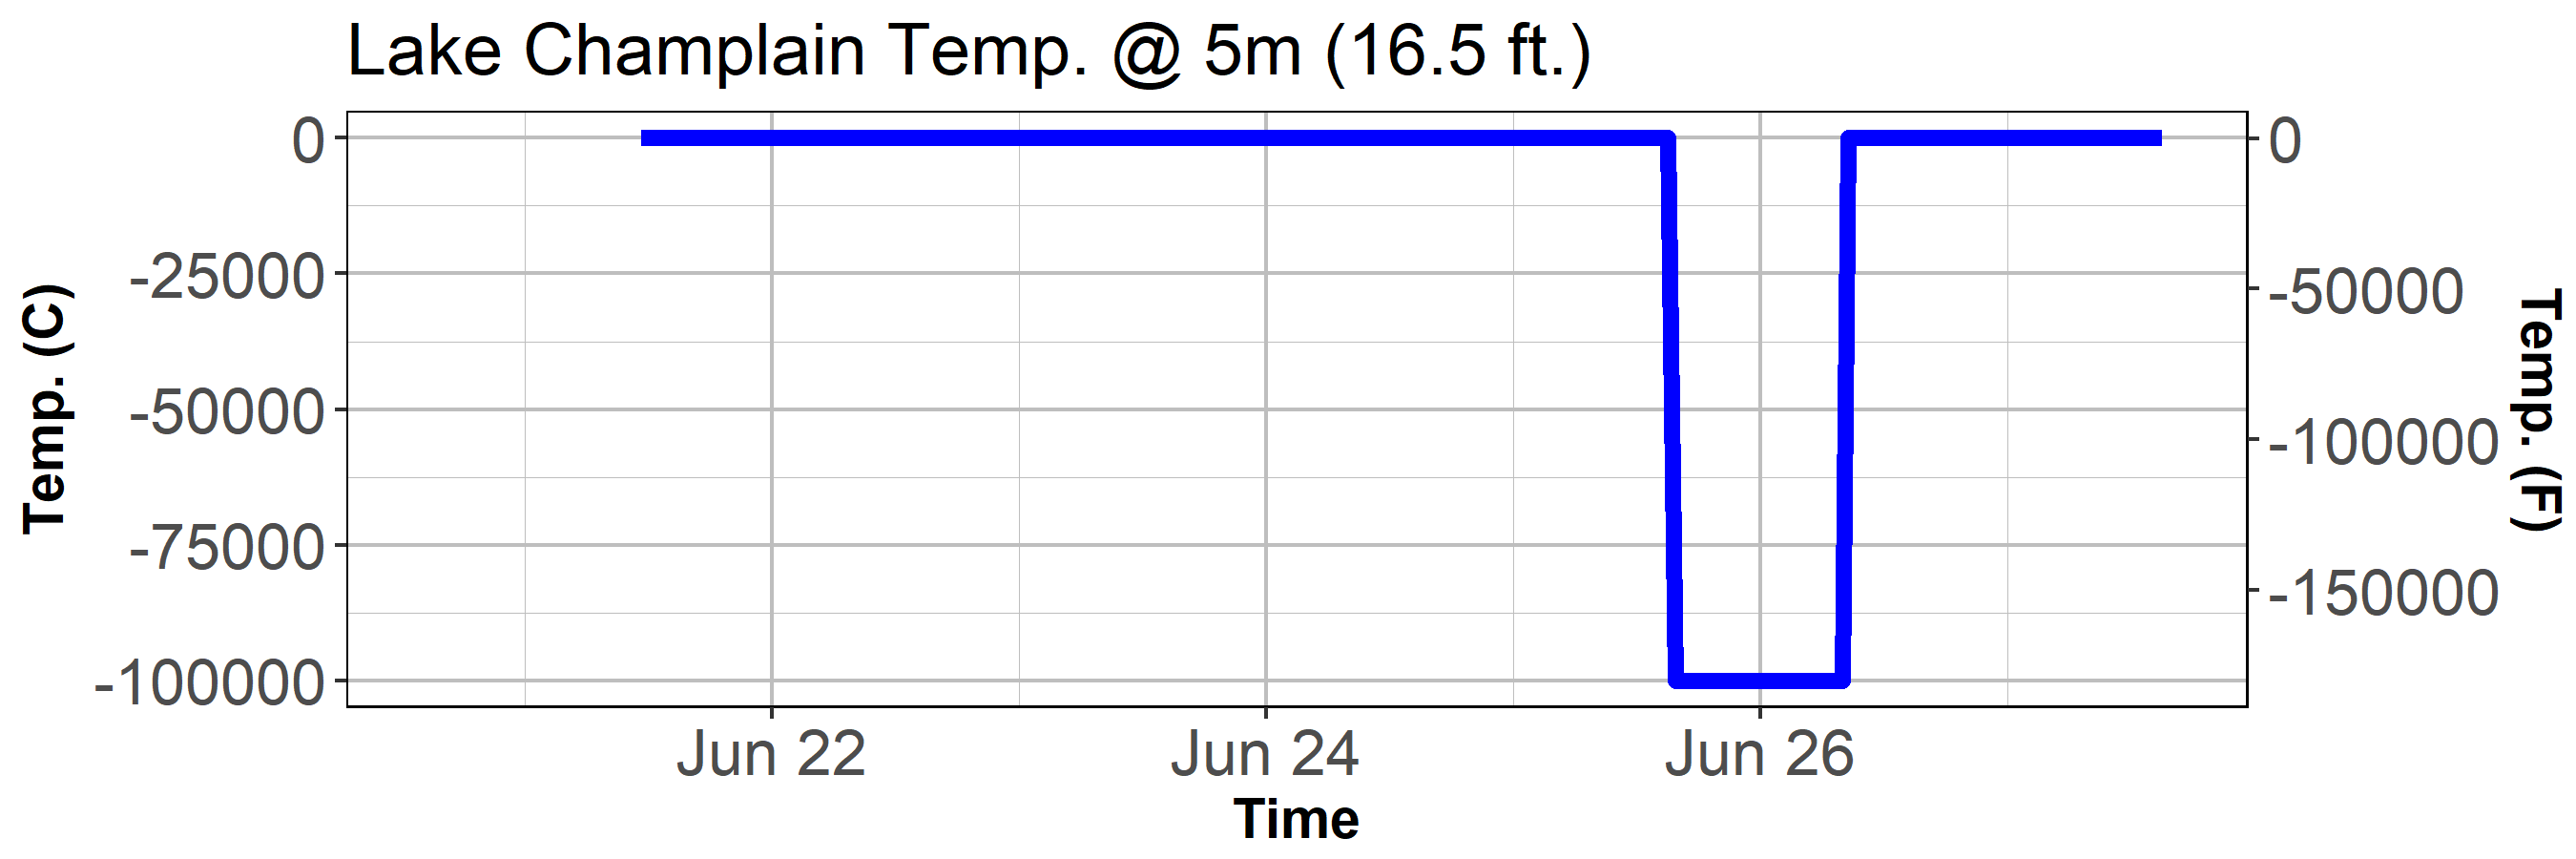 Lake Champlain Temp. @ 5m (16.5 ft.)
0
-25000
-50000
-75000
-100000
Temp. (C)
0
-50000
-100000
-150000
Temp. (F)
Jun 22
Jun 24
Jun 26
Time